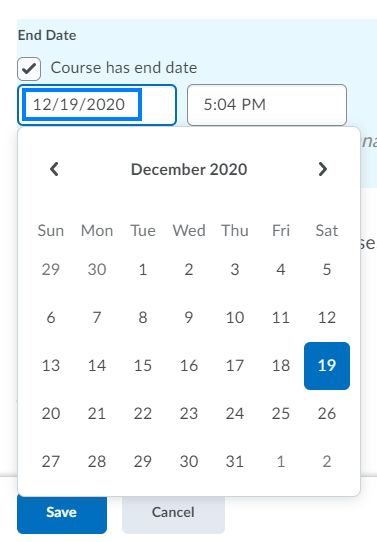 End Date
Course has end date
12/19/2020 5:04 PM
December 2020
Sun Mon Tue Wed Thu Fri Sat
29 30 1 2 3 4 5
6 7 8 9 10 11 12
13 14 15 16 17 18 19
20 21 22 23 24 25 26
27 28 29 30 31 1 2
Save Cancel